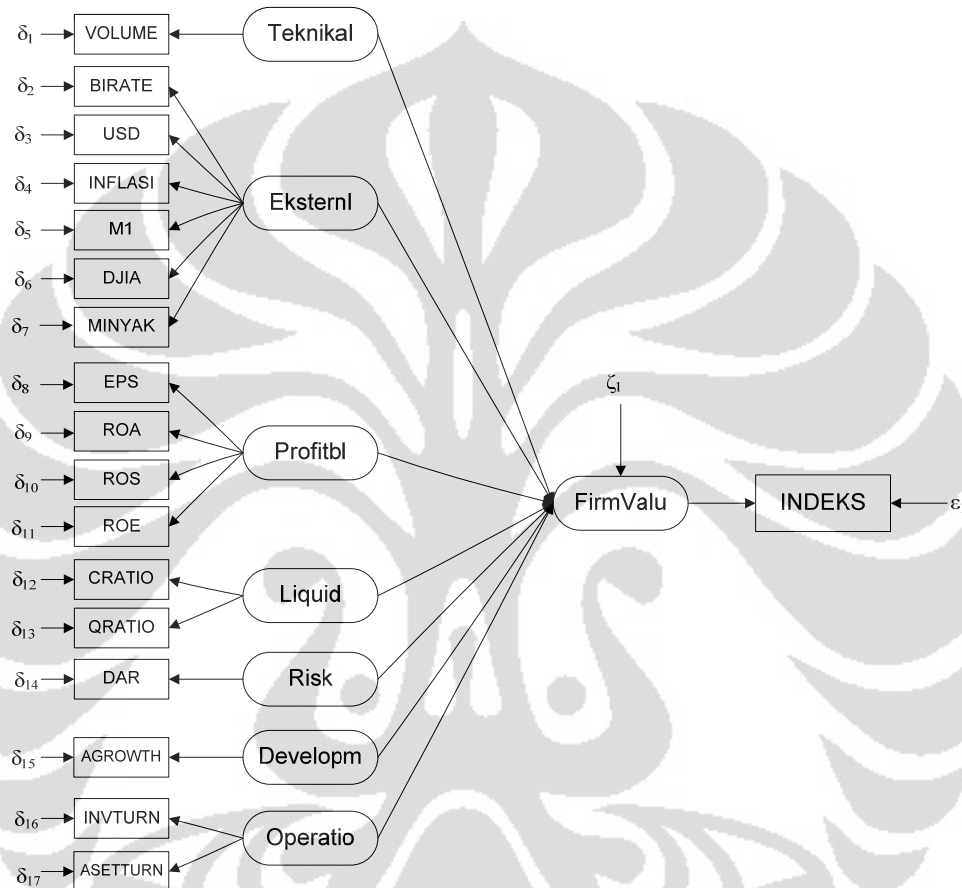 δ1 VOLUME Teknikal
δ2 BIRATE
δ3 USD
δ4 INFLASI Eksternl
δ5 M1
δ6 DJIA
δ7 MINYAK
δ8 EPS
ζ1
δ9 ROA Profitbl
δ10 ROS
FirmValu INDEKS ε
δ11 ROE
δ12 CRATIO Liquid
δ13 QRATIO
δ14 DAR Risk
δ15 AGROWTH Developm
δ16 INVTURN Operatio
δ17 ASETTURN